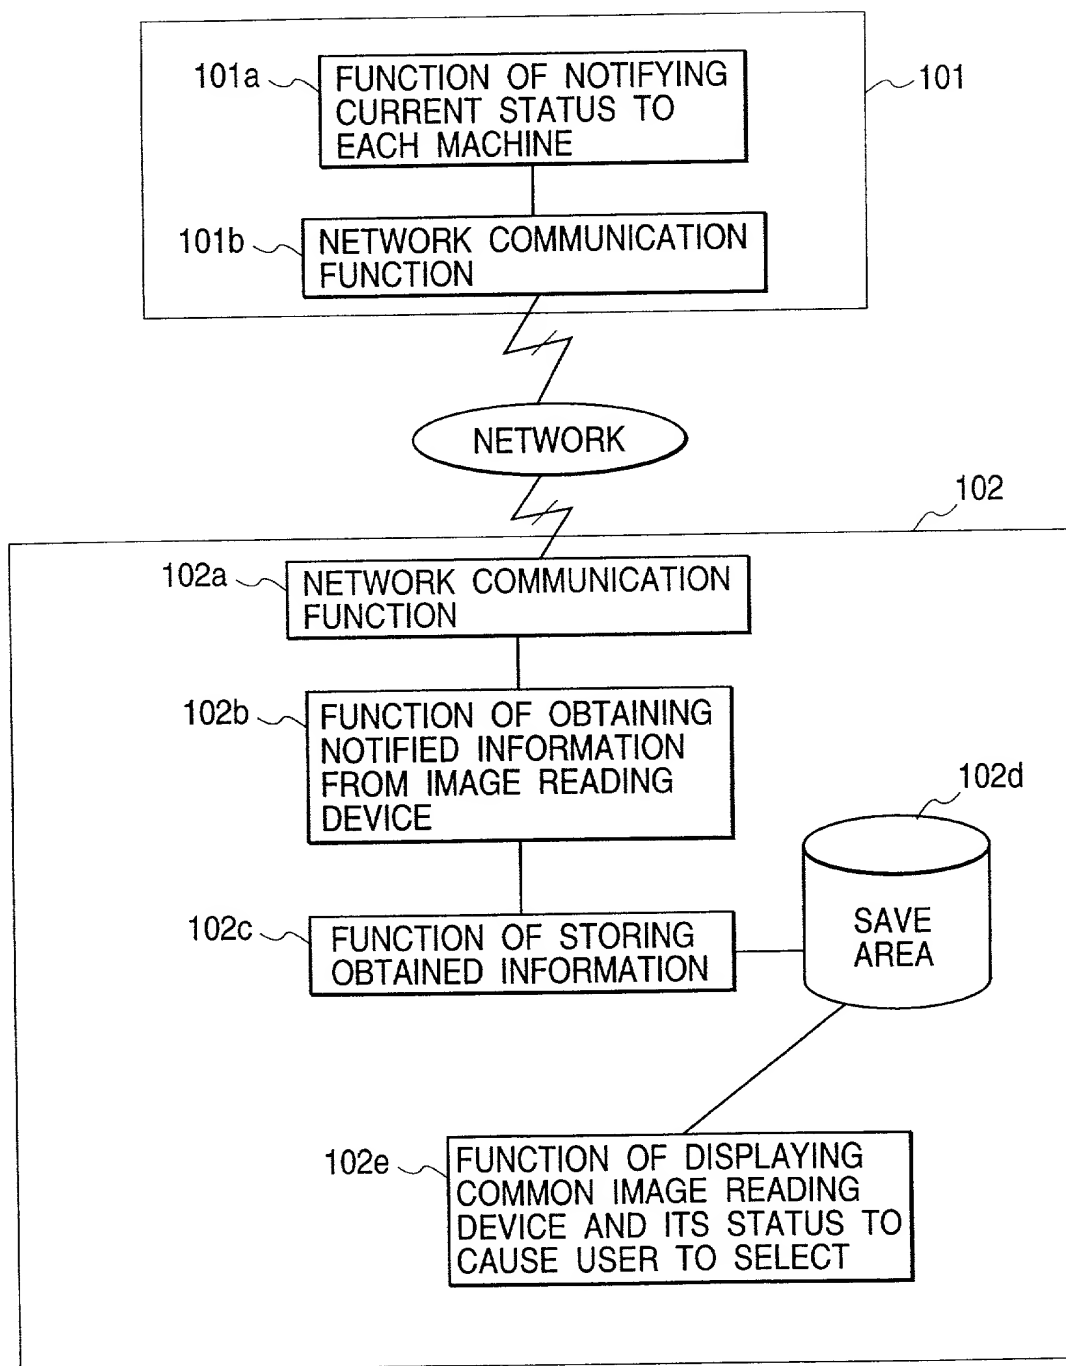 101a
FUNCTION OF NOTIFYING
CURRENT STATUS TO
EACH MACHINE
101
101b
NETWORK COMMUNICATION
FUNCTION
NETWORK
102
102a
NETWORK COMMUNICATION
FUNCTION
102b
FUNCTION OF OBTAINING
NOTIFIED INFORMATION
FROM IMAGE READING
DEVICE
102d
SAVE
AREA
102c
FUNCTION OF STORING
OBTAINED INFORMATION
102e
FUNCTION OF DISPLAYING
COMMON IMAGE READING
DEVICE AND ITS STATUS TO
CAUSE USER TO SELECT